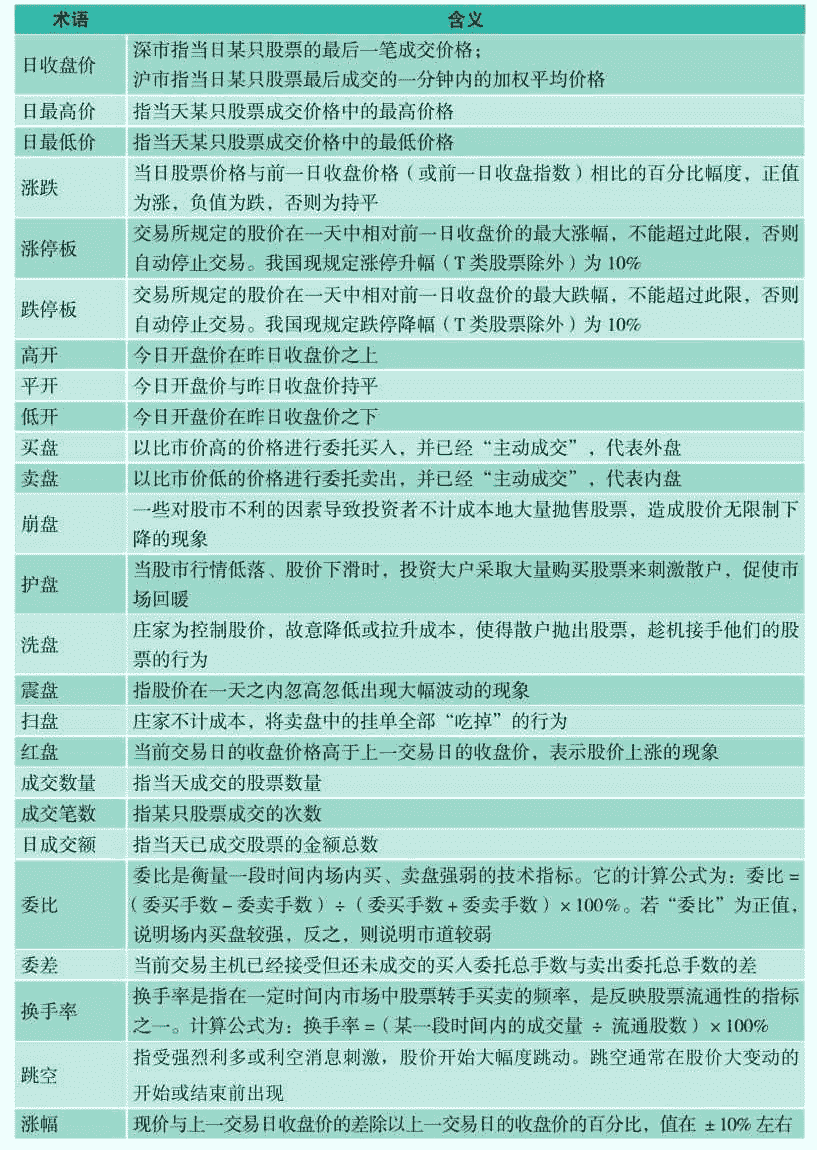 术语 含义
日收盘价
深市指当日某只股票的最后一笔成交价格；
沪市指当日某只股票最后成交的一分钟内的加权平均价格
日最高价 指当天某只股票成交价格中的最高价格
日最低价 指当天某只股票成交价格中的最低价格
涨跌
当日股票价格与前一日收盘价格（或前一日收盘指数）相比的百分比幅度，正值
为涨，负值为跌，否则为持平
涨停板
交易所规定的股价在一天中相对前一日收盘价的最大涨幅，不能超过此限，否则
自动停止交易。我国现规定涨停升幅（T类股票除外）为10%
跌停板
交易所规定的股价在一天中相对前一日收盘价的最大跌幅，不能超过此限，否则
自动停止交易。我国现规定跌停降幅（T类股票除外）为10%
高开 今日开盘价在昨日收盘价之上
平开 今日开盘价与昨日收盘价持平
低开 今日开盘价在昨日收盘价之下
买盘 以比市价高的价格进行委托买入，并已经“主动成交”，代表外盘
卖盘 以比市价低的价格进行委托卖出，并已经“主动成交”，代表内盘
崩盘
一些对股市不利的因素导致投资者不计成本地大量抛售股票，造成股价无限制下
降的现象
护盘
当股市行情低落、股价下滑时，投资大户采取大量购买股票来刺激散户，促使市
场回暖
洗盘
庄家为控制股价，故意降低或拉升成本，使得散户抛出股票，趁机接手他们的股
票的行为
震盘 指股价在一天之内忽高忽低出现大幅波动的现象
扫盘 庄家不计成本，将卖盘中的挂单全部“吃掉”的行为
红盘 当前交易日的收盘价格高于上一交易日的收盘价，表示股价上涨的现象
成交数量 指当天成交的股票数量
成交笔数 指某只股票成交的次数
日成交额 指当天已成交股票的金额总数
委比
委比是衡量一段时间内场内买、卖盘强弱的技术指标。它的计算公式为：委比=
（委买手数－委卖手数）÷（委买手数+委卖手数）×100%。若“委比”为正值，
说明场内买盘较强，反之，则说明市道较弱
委差 当前交易主机已经接受但还未成交的买入委托总手数与卖出委托总手数的差
换手率
换手率是指在一定时间内市场中股票转手买卖的频率，是反映股票流通性的指标
之一。计算公式为：换手率=（某一段时间内的成交量 ÷ 流通股数）×100%
跳空
指受强烈利多或利空消息刺激，股价开始大幅度跳动。跳空通常在股价大变动的
开始或结束前出现
涨幅 现价与上一交易日收盘价的差除以上一交易日的收盘价的百分比，值在 ±10% 左右